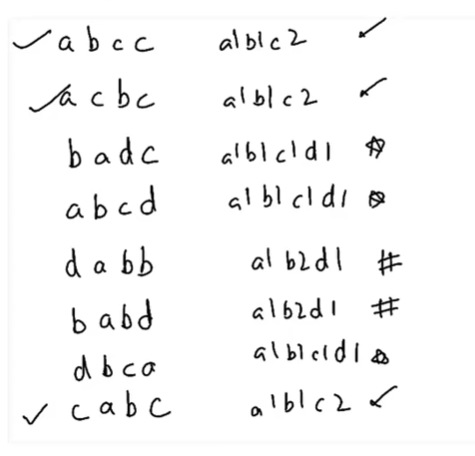 ✓ a b c c a1b1c2 ✓
✓ a c b c a1b1c2 ✓
b a d c a1b1c1d1 ☆
a b c d a1b1c1d1 ☆
d a b b a1b2d1 #
b a b d a1b2d1 #
d b c a a1b1c1d1 ☆
✓ c a b c a1b1c2 ✓